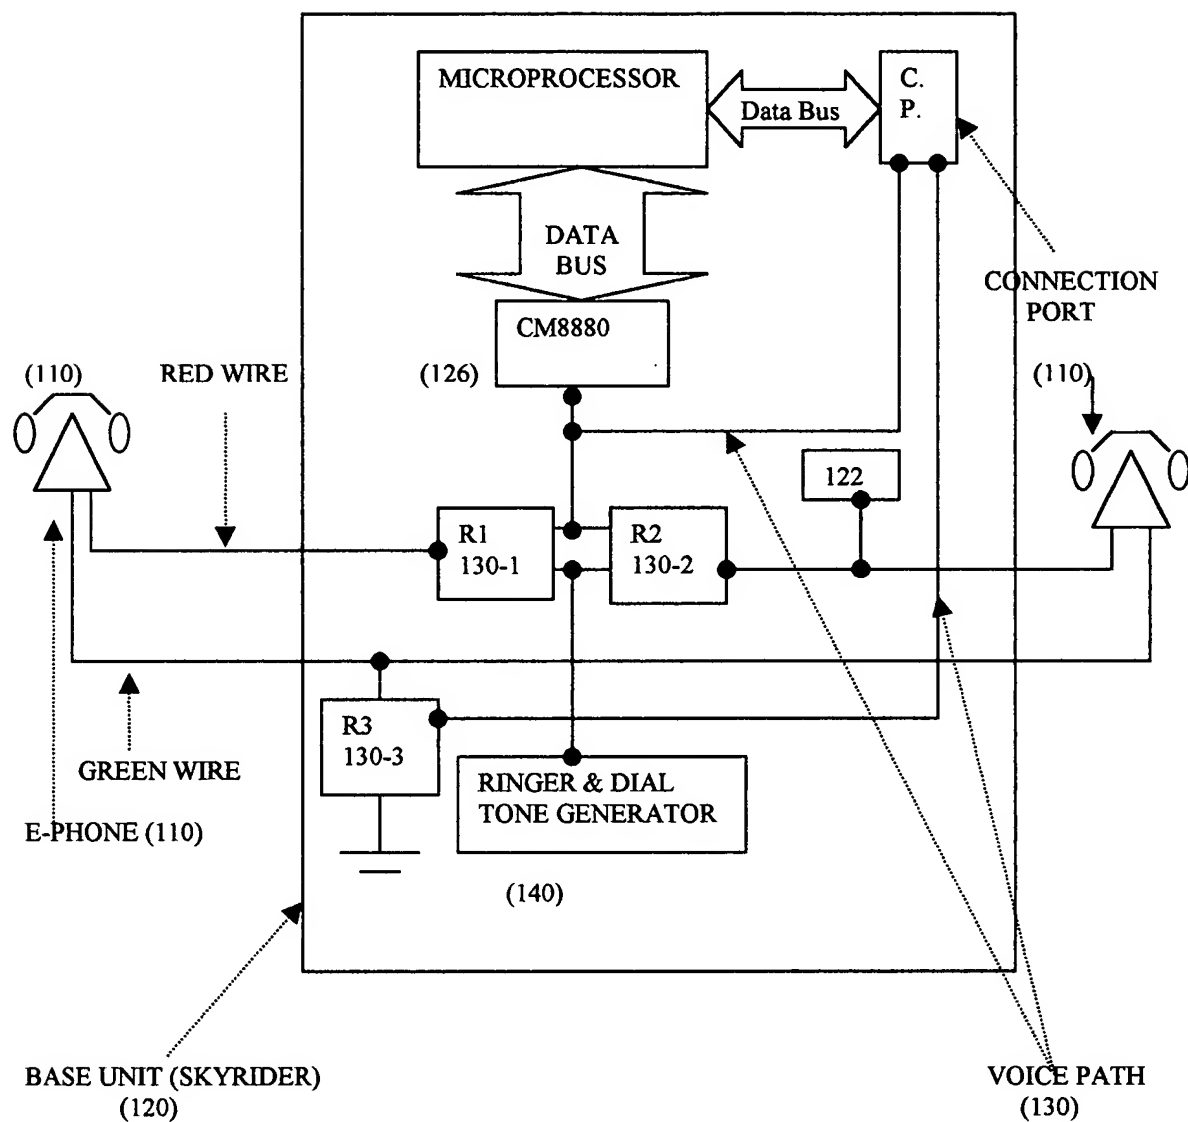 MICROPROCESSOR
Data Bus
C.
P.
DATA
BUS
CONNECTION
PORT
CM8880
(110)
RED WIRE
(126)
(110)
122
R1
130-1
R2
130-2
R3
130-3
GREEN WIRE
RINGER & DIAL
TONE GENERATOR
E-PHONE (110)
(140)
BASE UNIT (SKYRIDER)
(120)
VOICE PATH
(130)